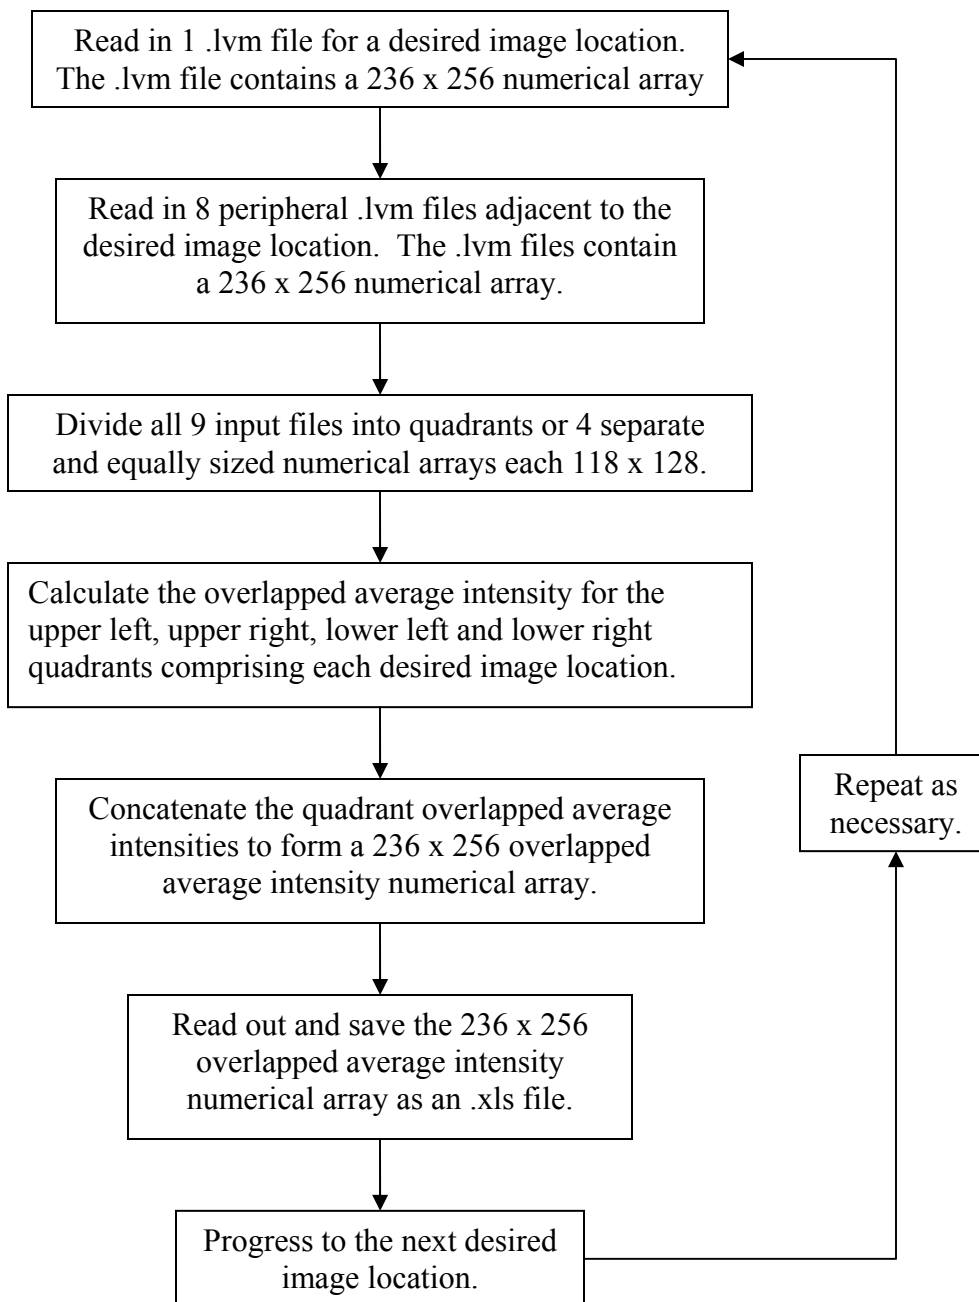 Read in 1 .lvm file for a desired image location.
The .lvm file contains a 236 x 256 numerical array
Read in 8 peripheral .lvm files adjacent to the
desired image location.  The .lvm files contain
a 236 x 256 numerical array.
Divide all 9 input files into quadrants or 4 separate
and equally sized numerical arrays each 118 x 128.
Calculate the overlapped average intensity for the
upper left, upper right, lower left and lower right
quadrants comprising each desired image location.
Concatenate the quadrant overlapped average
intensities to form a 236 x 256 overlapped
average intensity numerical array.
Read out and save the 236 x 256
overlapped average intensity
numerical array as an .xls file.
Progress to the next desired
image location.
Repeat as
necessary.